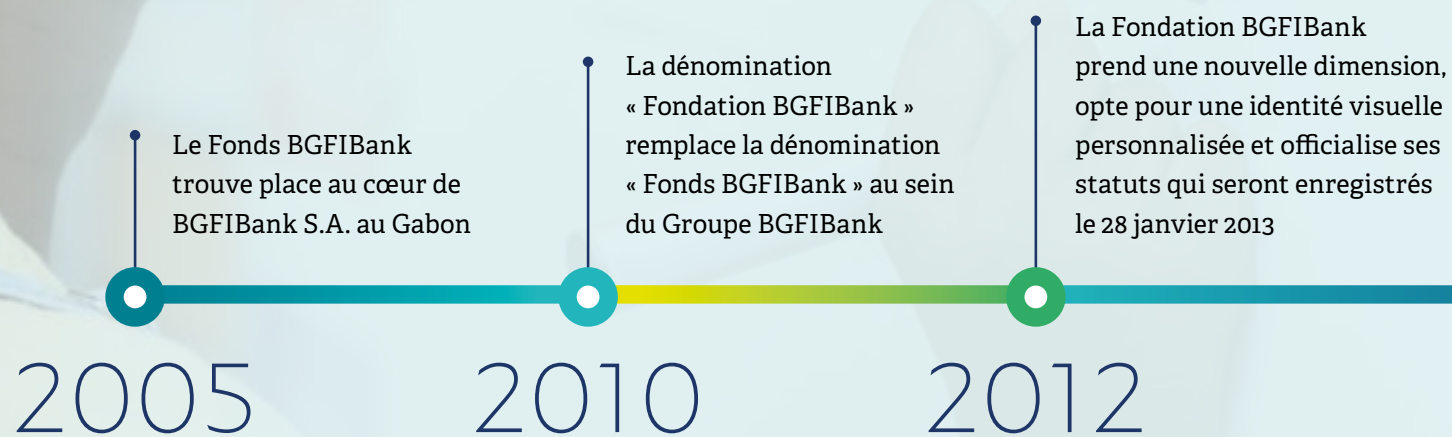 Le Fonds BGFIBank
trouve place au cœur de
BGFIBank S.A. au Gabon
2005
La dénomination
« Fondation BGFIBank »
remplace la dénomination
« Fonds BGFIBank » au sein
du Groupe BGFIBank
2010
La Fondation BGFIBank
prend une nouvelle dimension,
opte pour une identité visuelle
personnalisée et officialise ses
statuts qui seront enregistrés
le 28 janvier 2013
2012